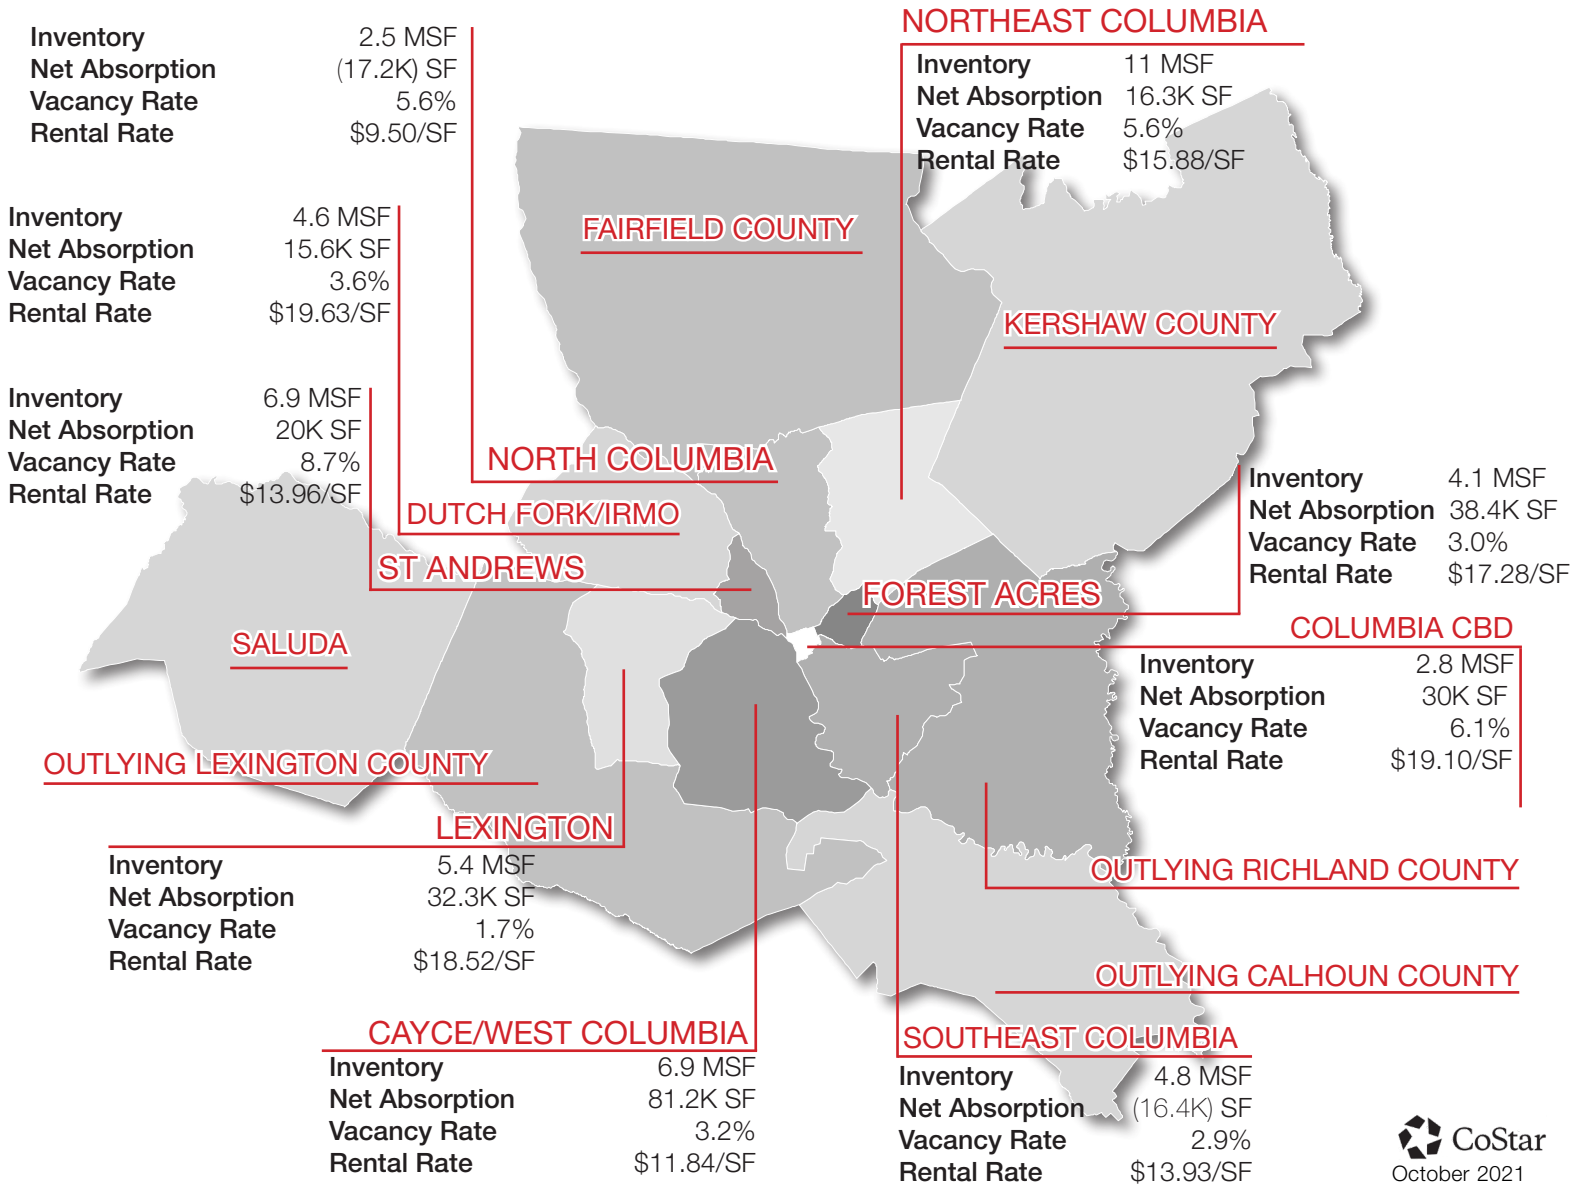 Inventory 2.5 MSF
Net Absorption (17.2K) SF
Vacancy Rate 5.6%
Rental Rate $9.50/SF
NORTHEAST COLUMBIA
Inventory 11 MSF
Net Absorption 16.3K SF
Vacancy Rate 5.6%
Rental Rate $15.88/SF
Inventory 4.6 MSF
Net Absorption 15.6K SF
Vacancy Rate 3.6%
Rental Rate $19.63/SF
FAIRFIELD COUNTY
KERSHAW COUNTY
Inventory 6.9 MSF
Net Absorption 20K SF
Vacancy Rate 8.7%
Rental Rate $13.96/SF
NORTH COLUMBIA
DUTCH FORK/IRMO
ST ANDREWS
Inventory 4.1 MSF
Net Absorption 38.4K SF
Vacancy Rate 3.0%
Rental Rate $17.28/SF
FOREST ACRES
SALUDA
COLUMBIA CBD
Inventory 2.8 MSF
Net Absorption 30K SF
Vacancy Rate 6.1%
Rental Rate $19.10/SF
OUTLYING LEXINGTON COUNTY
LEXINGTON
Inventory 5.4 MSF
Net Absorption 32.3K SF
Vacancy Rate 1.7%
Rental Rate $18.52/SF
OUTLYING RICHLAND COUNTY
OUTLYING CALHOUN COUNTY
CAYCE/WEST COLUMBIA
Inventory 6.9 MSF
Net Absorption 81.2K SF
Vacancy Rate 3.2%
Rental Rate $11.84/SF
SOUTHEAST COLUMBIA
Inventory 4.8 MSF
Net Absorption (16.4K) SF
Vacancy Rate 2.9%
Rental Rate $13.93/SF
CoStar
October 2021